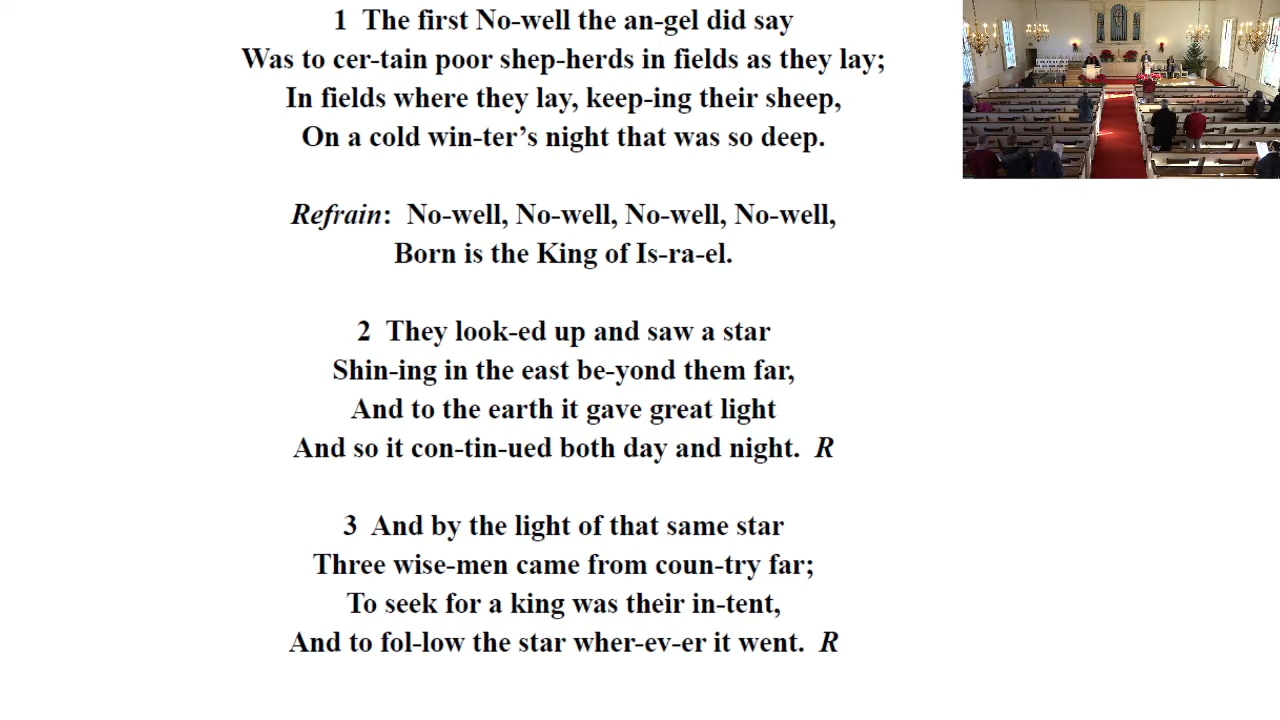 1 The first No-well the an-gel did say
Was to cer-tain poor shep-herds in fields as they lay;
In fields where they lay, keep-ing their sheep,
On a cold win-ter’s night that was so deep.
Refrain: No-well, No-well, No-well, No-well,
Born is the King of Is-ra-el.
2 They look-ed up and saw a star
Shin-ing in the east be-yond them far,
And to the earth it gave great light
And so it con-tin-ued both day and night. R
3 And by the light of that same star
Three wise-men came from coun-try far;
To seek for a king was their in-tent,
And to fol-low the star wher-ev-er it went. R